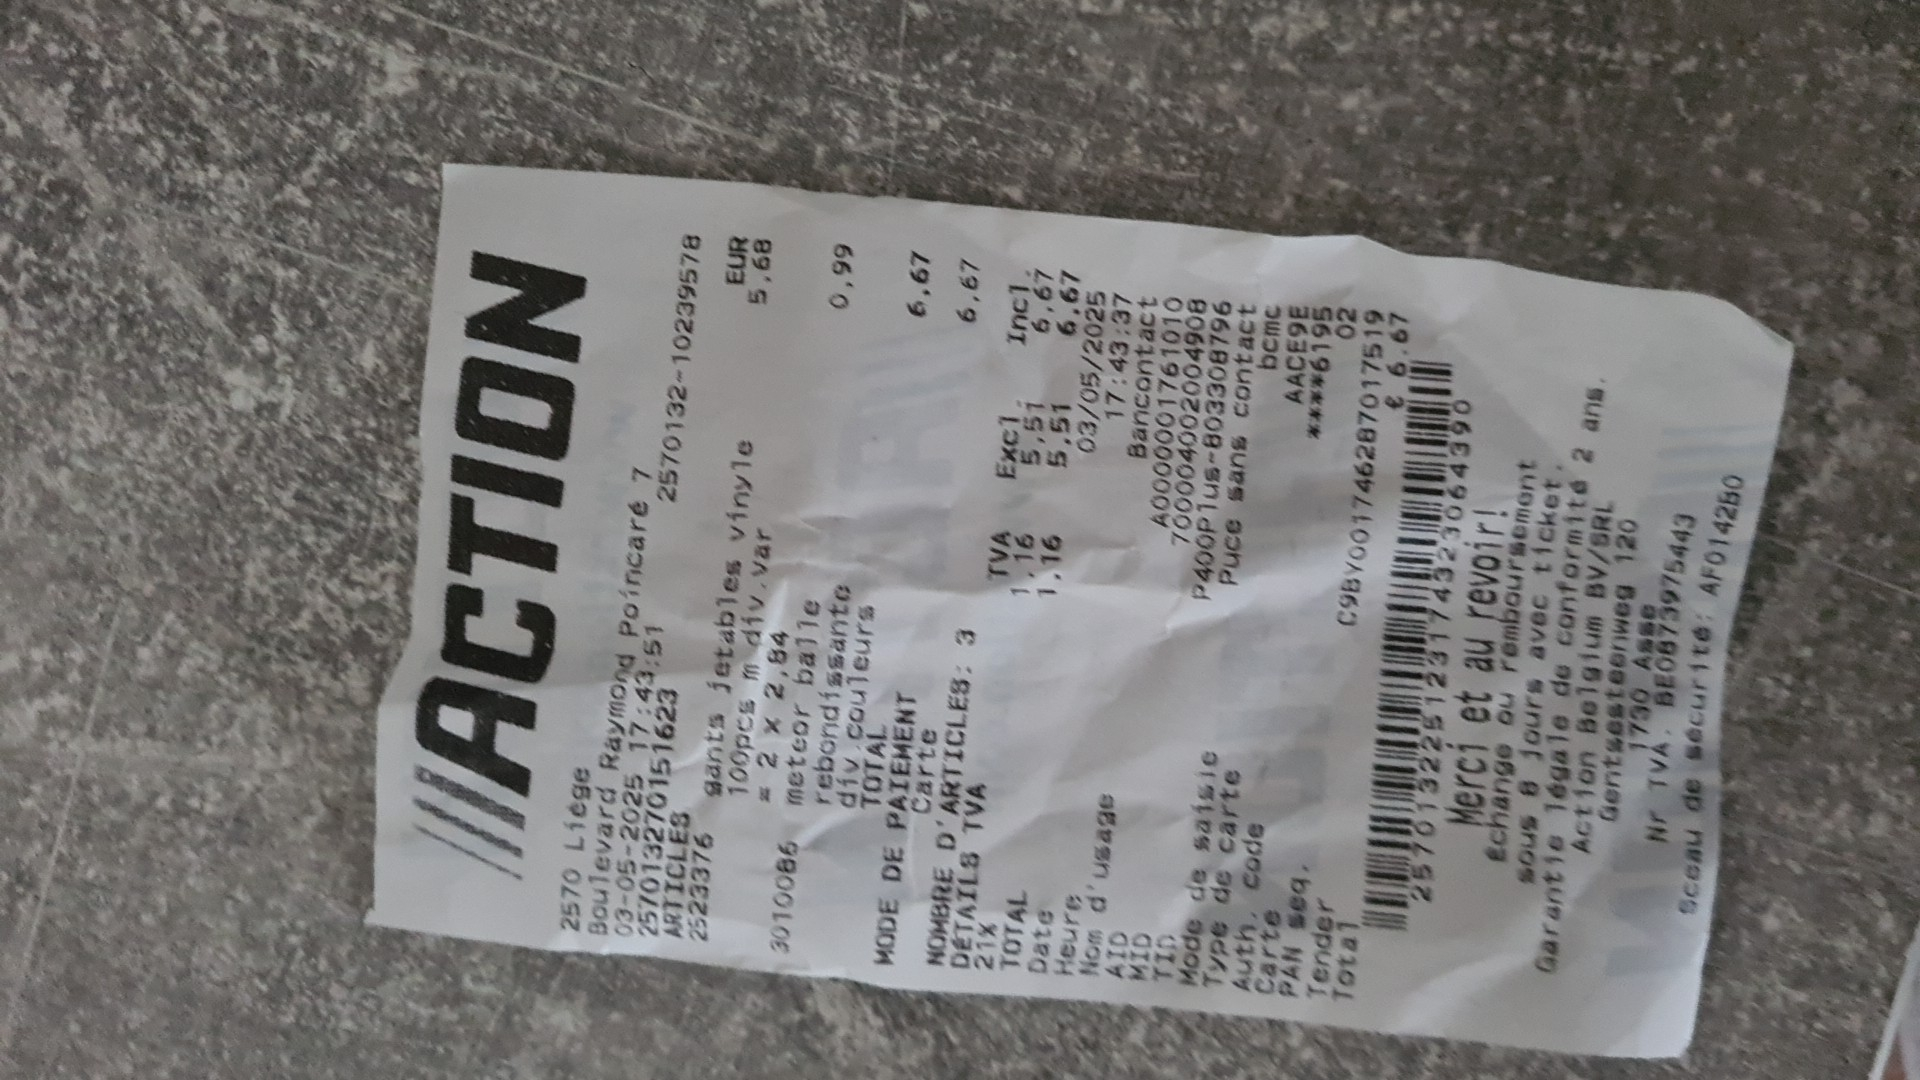 ACTION
2570 Liége
Boulevard Raymond Poincaré 7
03-05-2025 17:43:51 2570132-10239578
257013270151623
ARTICLES EUR
2523376 gants jetables vinyle 5,68
100pcs m div.var
= 2 x 2,84
3010086 meteor balle 0,99
rebondissante
div.couleurs
TOTAL 6,67
MODE DE PAIEMENT
Carte 6,67
NOMBRE D'ARTICLES: 3
DÉTAILS TVA TVA Excl. Incl.
21% 1,16 5,51 6,67
TOTAL 1,16 5,51 6,67
Date 03/05/2025
Heure 17:43:37
Nom d'usage Bancontact
AID A0000001761010
MID 700004002004908
TID P400Plus-803308796
Mode de saisie Puce sans contact
Type de carte bcmc
Auth. code AACE9E
Carte ****6195
PAN seq. 02
Tender C9BY001746287017519
Total € 6.67
257013225123174323064390
Merci et au revoir!
Échange ou remboursement
sous 8 jours avec ticket.
Garantie légale de conformité 2 ans.
Action Belgium BV/SRL
Gentsesteenweg 120
1730 Asse
Nr TVA. BE0873975443
Sceau de sécurité: AF0142B0